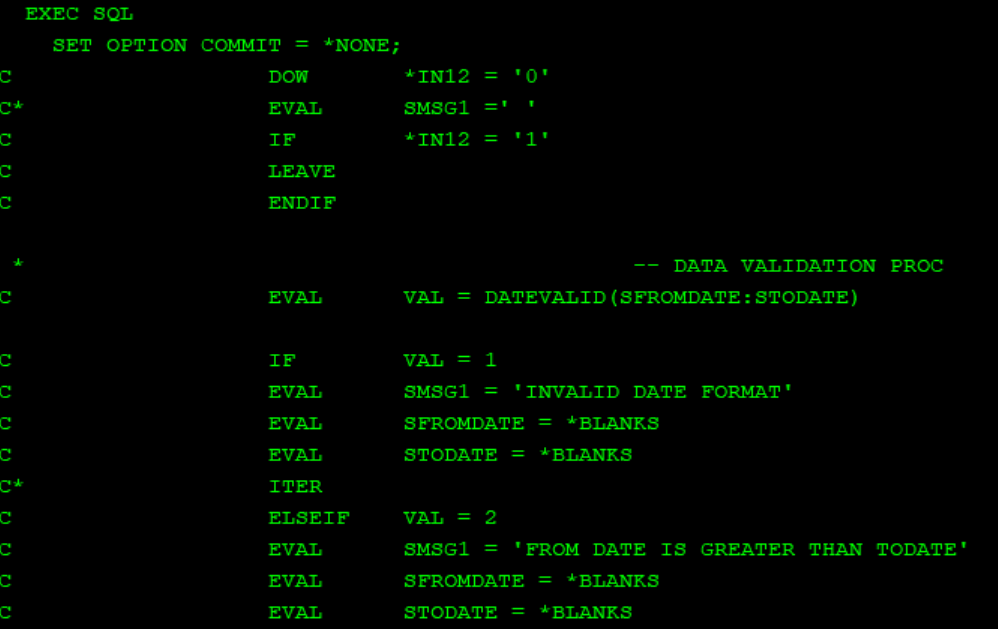 EXEC SQL
SET OPTION COMMIT = *NONE;
C DOW *IN12 = '0'
C* EVAL SMSG1 =' '
C IF *IN12 = '1'
C LEAVE
C ENDIF
* -- DATA VALIDATION PROC
C EVAL VAL = DATEVALID(SFROMDATE:STODATE)
C IF VAL = 1
C EVAL SMSG1 = 'INVALID DATE FORMAT'
C EVAL SFROMDATE = *BLANKS
C EVAL STODATE = *BLANKS
C* ITER
C ELSEIF VAL = 2
C EVAL SMSG1 = 'FROM DATE IS GREATER THAN TODATE'
C EVAL SFROMDATE = *BLANKS
C EVAL STODATE = *BLANKS